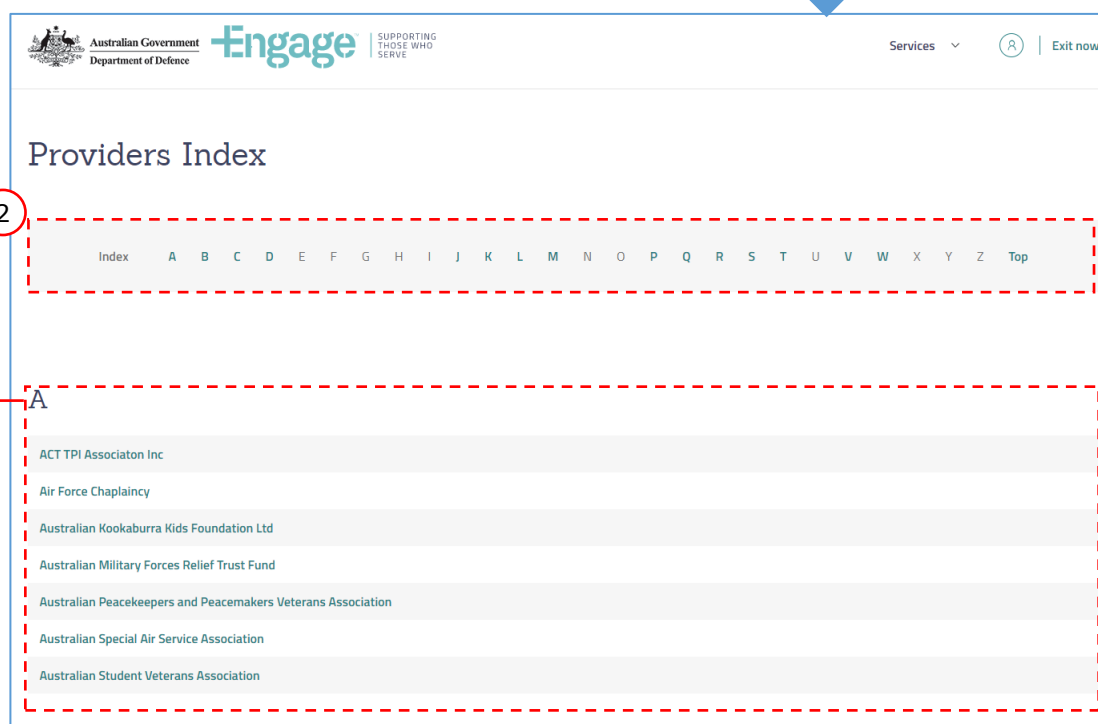 Australian Government
Department of Defence
Engage
SUPPORTING
THOSE WHO
SERVE
Services
Exit now
Providers Index
2
Index A B C D E F G H I J K L M N O P Q R S T U V W X Y Z Top
A
ACT TPI Associaton Inc
Air Force Chaplaincy
Australian Kookaburra Kids Foundation Ltd
Australian Military Forces Relief Trust Fund
Australian Peacekeepers and Peacemakers Veterans Association
Australian Special Air Service Association
Australian Student Veterans Association